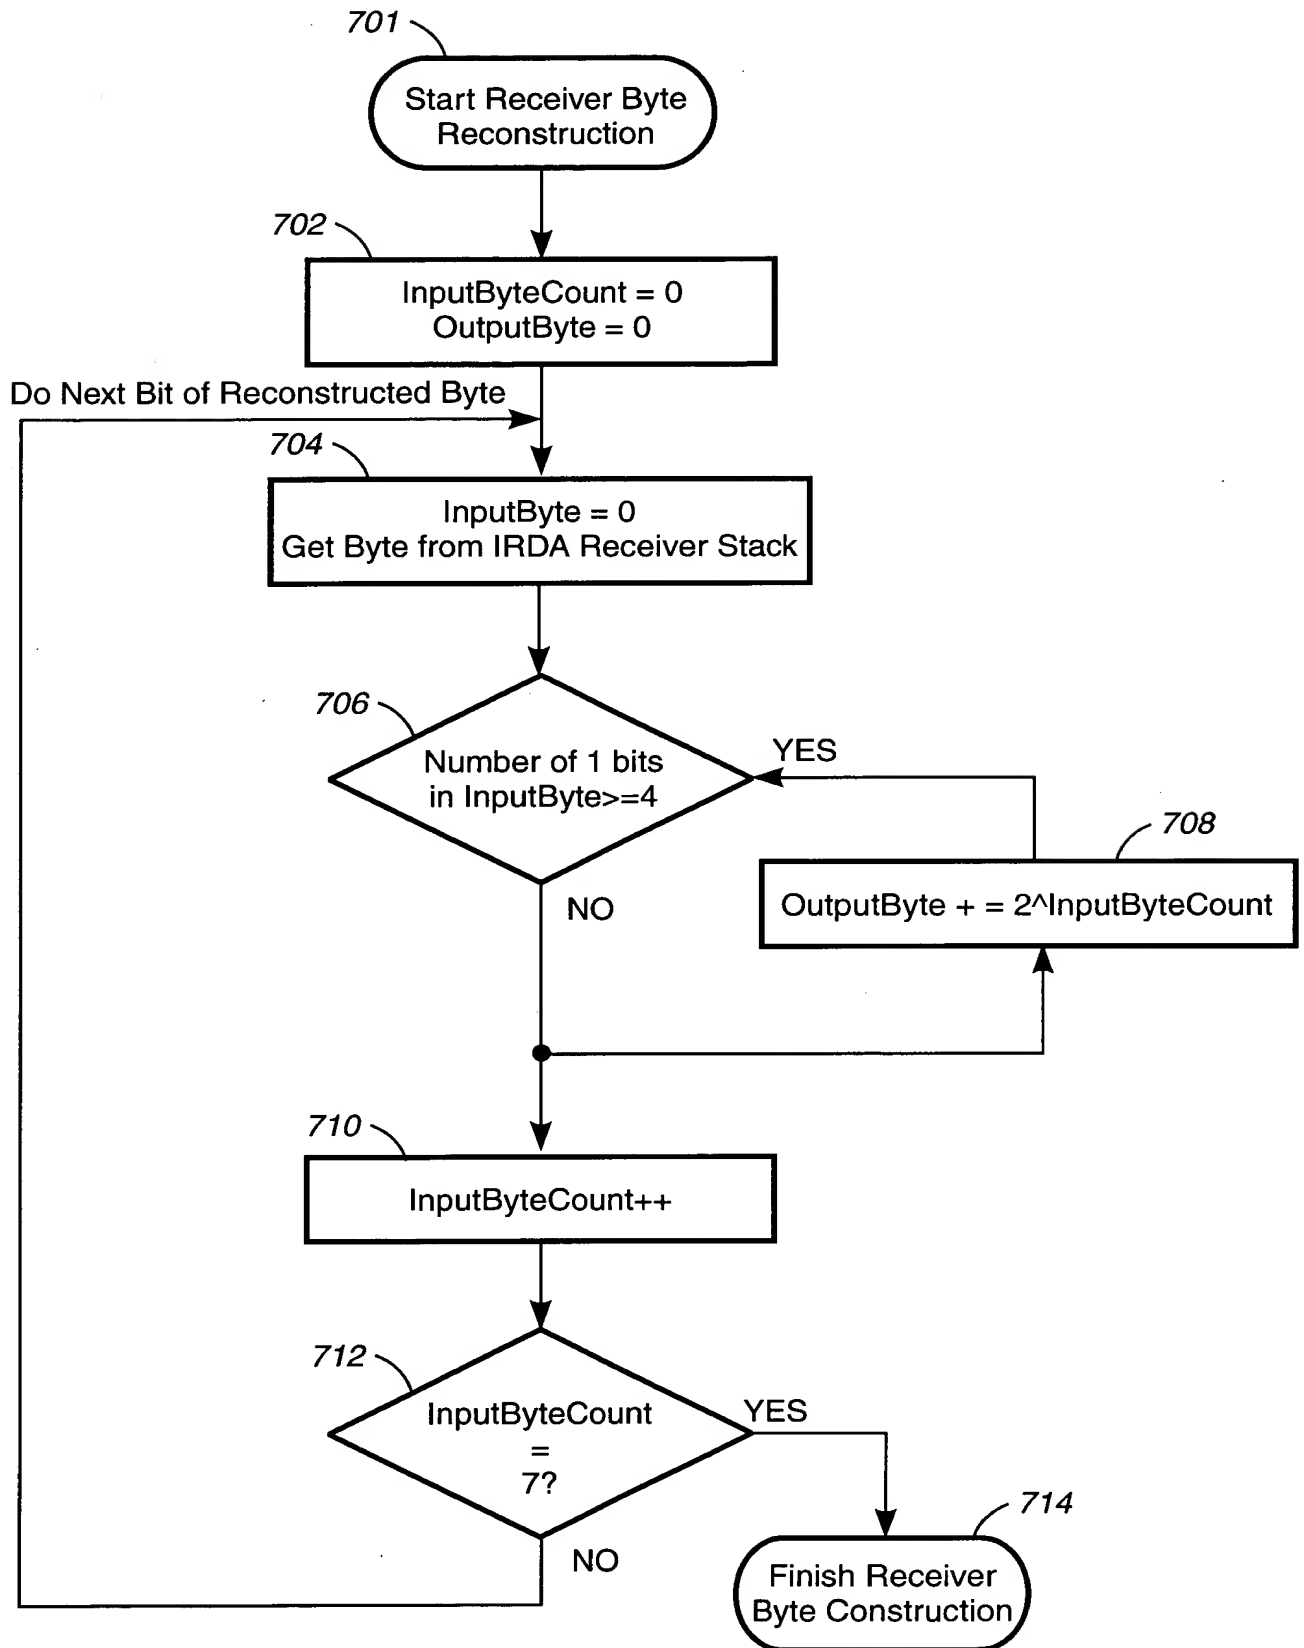 701
Start Receiver Byte
Reconstruction
702
InputByteCount = 0
OutputByte = 0
Do Next Bit of Reconstructed Byte
704
InputByte = 0
Get Byte from IRDA Receiver Stack
706
Number of 1 bits
in InputByte>=4
YES
708
OutputByte + = 2^InputByteCount
NO
710
InputByteCount++
712
InputByteCount
=
7?
YES
NO
714
Finish Receiver
Byte Construction